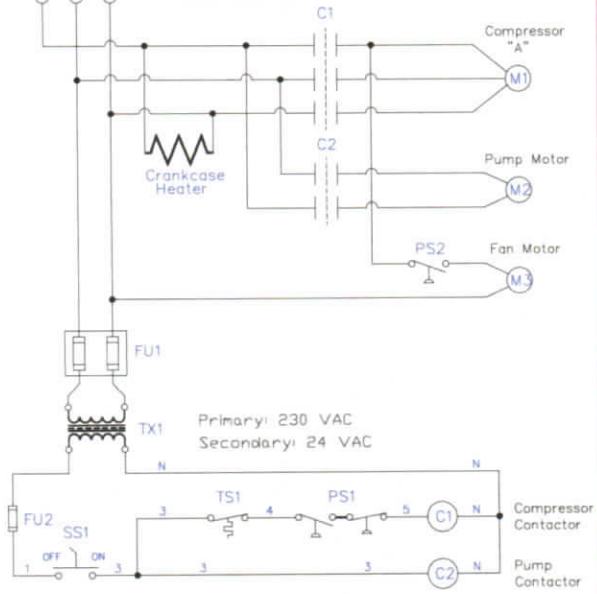 C1
Compressor
"A"
M1
C2
Crankcase
Heater
Pump Motor
M2
PS2
Fan Motor
M3
FU1
TX1
Primary: 230 VAC
Secondary: 24 VAC
N
N
FU2
SS1
OFF
ON
1
3
3
TS1
4
PS1
5
C1
N
Compressor
Contactor
3
3
C2
N
Pump
Contactor